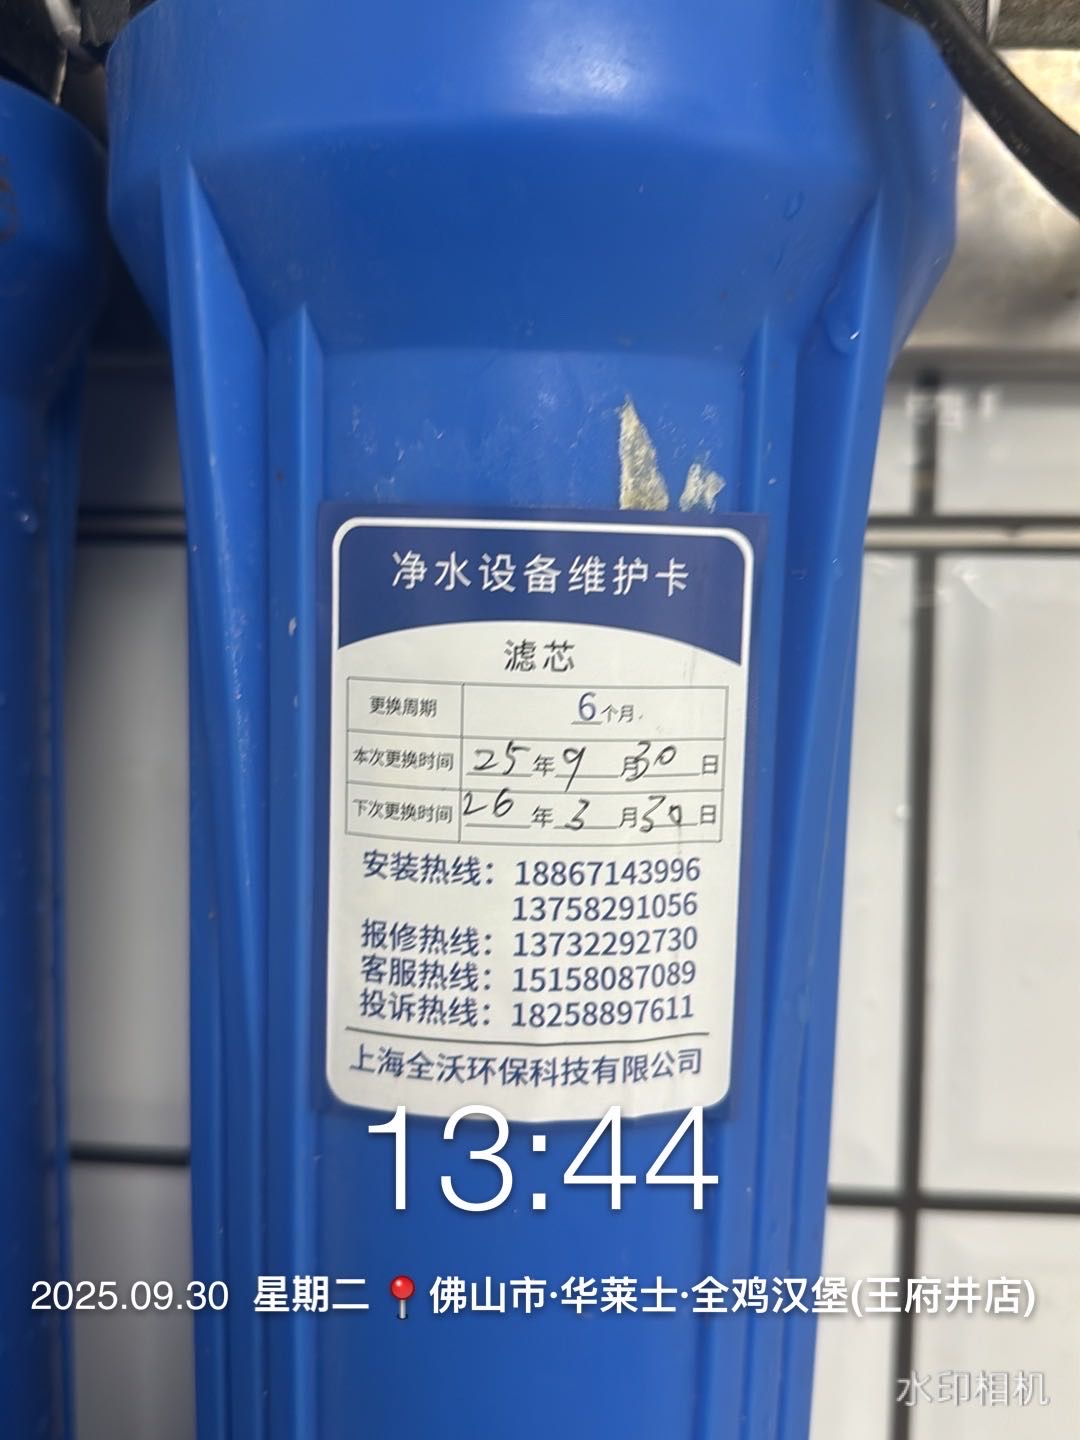 净水设备维护卡
滤芯
更换周期 6个月
本次更换时间 25年9月30日
下次更换时间 26年3月30日
安装热线：18867143996
13758291056
报修热线：13732292730
客服热线：15158087089
投诉热线：18258897611
上海全沃环保科技有限公司
13:44
2025.09.30 星期二 📍佛山市·华莱士·全鸡汉堡(王府井店)
水印相机